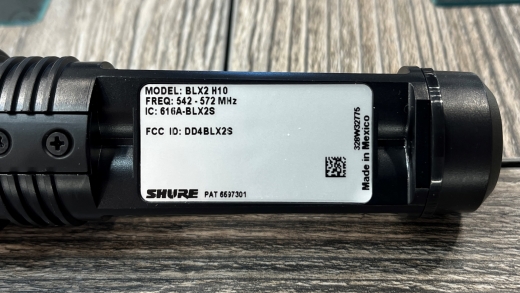 MODEL: BLX2 H10
FREQ: 542 - 572 MHz
IC: 616A-BLX2S
FCC ID: DD4BLX2S
SHURE PAT 6597301
328W32775
Made in Mexico